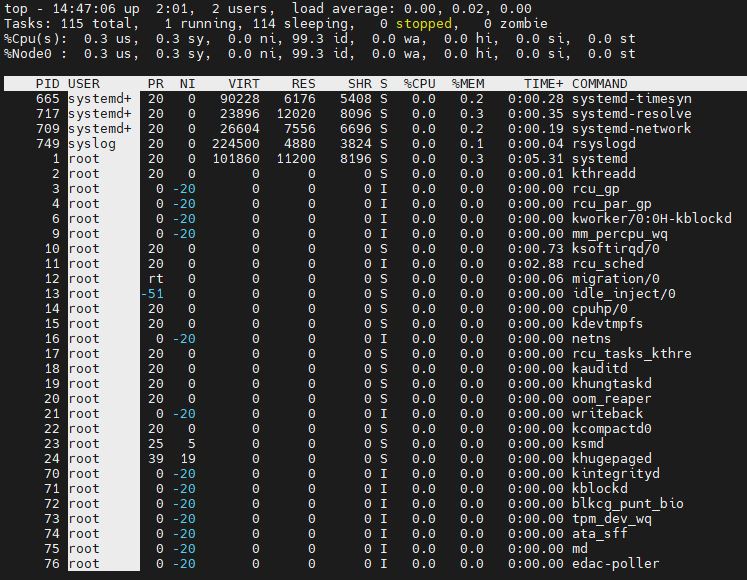 top - 14:47:06 up  2:01,  2 users,  load average: 0.00, 0.02, 0.00
Tasks: 115 total,   1 running, 114 sleeping,   0 stopped,   0 zombie
%Cpu(s):  0.3 us,  0.3 sy,  0.0 ni, 99.3 id,  0.0 wa,  0.0 hi,  0.0 si,  0.0 st
%Node0 :  0.3 us,  0.3 sy,  0.0 ni, 99.3 id,  0.0 wa,  0.0 hi,  0.0 si,  0.0 st
PID USER PR NI VIRT RES SHR S %CPU %MEM TIME+ COMMAND
665 systemd+ 20 0 90228 6176 5408 S 0.0 0.2 0:00.28 systemd-timesyn
717 systemd+ 20 0 23896 12020 8096 S 0.0 0.3 0:00.35 systemd-resolve
709 systemd+ 20 0 26604 7556 6696 S 0.0 0.2 0:00.19 systemd-network
749 syslog 20 0 224500 4880 3824 S 0.0 0.1 0:00.04 rsyslogd
1 root 20 0 101860 11200 8196 S 0.0 0.3 0:05.31 systemd
2 root 20 0 0 0 0 S 0.0 0.0 0:00.01 kthreadd
3 root 0 -20 0 0 0 I 0.0 0.0 0:00.00 rcu_gp
4 root 0 -20 0 0 0 I 0.0 0.0 0:00.00 rcu_par_gp
6 root 0 -20 0 0 0 I 0.0 0.0 0:00.00 kworker/0:0H-kblockd
9 root 0 -20 0 0 0 I 0.0 0.0 0:00.00 mm_percpu_wq
10 root 20 0 0 0 0 S 0.0 0.0 0:00.73 ksoftirqd/0
11 root 20 0 0 0 0 I 0.0 0.0 0:02.88 rcu_sched
12 root rt 0 0 0 0 S 0.0 0.0 0:00.06 migration/0
13 root -51 0 0 0 0 S 0.0 0.0 0:00.00 idle_inject/0
14 root 20 0 0 0 0 S 0.0 0.0 0:00.00 cpuhp/0
15 root 20 0 0 0 0 S 0.0 0.0 0:00.00 kdevtmpfs
16 root 0 -20 0 0 0 I 0.0 0.0 0:00.00 netns
17 root 20 0 0 0 0 S 0.0 0.0 0:00.00 rcu_tasks_kthre
18 root 20 0 0 0 0 S 0.0 0.0 0:00.00 kauditd
19 root 20 0 0 0 0 S 0.0 0.0 0:00.00 khungtaskd
20 root 20 0 0 0 0 S 0.0 0.0 0:00.00 oom_reaper
21 root 0 -20 0 0 0 I 0.0 0.0 0:00.00 writeback
22 root 20 0 0 0 0 S 0.0 0.0 0:00.00 kcompactd0
23 root 25 5 0 0 0 S 0.0 0.0 0:00.00 ksmd
24 root 39 19 0 0 0 S 0.0 0.0 0:00.00 khugepaged
70 root 0 -20 0 0 0 I 0.0 0.0 0:00.00 kintegrityd
71 root 0 -20 0 0 0 I 0.0 0.0 0:00.00 kblockd
72 root 0 -20 0 0 0 I 0.0 0.0 0:00.00 blkcg_punt_bio
73 root 0 -20 0 0 0 I 0.0 0.0 0:00.00 tpm_dev_wq
74 root 0 -20 0 0 0 I 0.0 0.0 0:00.00 ata_sff
75 root 0 -20 0 0 0 I 0.0 0.0 0:00.00 md
76 root 0 -20 0 0 0 I 0.0 0.0 0:00.00 edac-poller